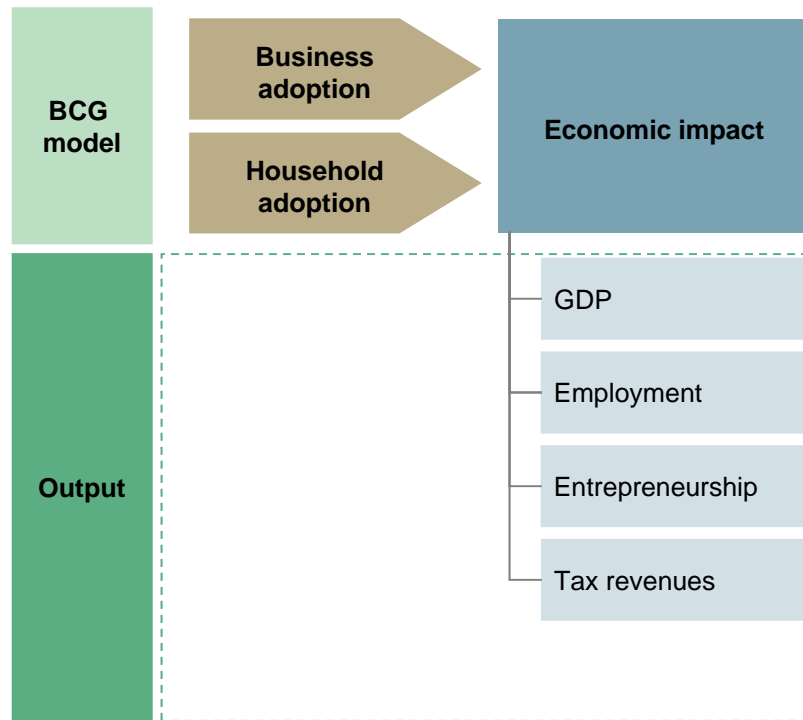 BCG
model
Business
adoption
Household
adoption
Economic impact
Output
GDP
Employment
Entrepreneurship
Tax revenues